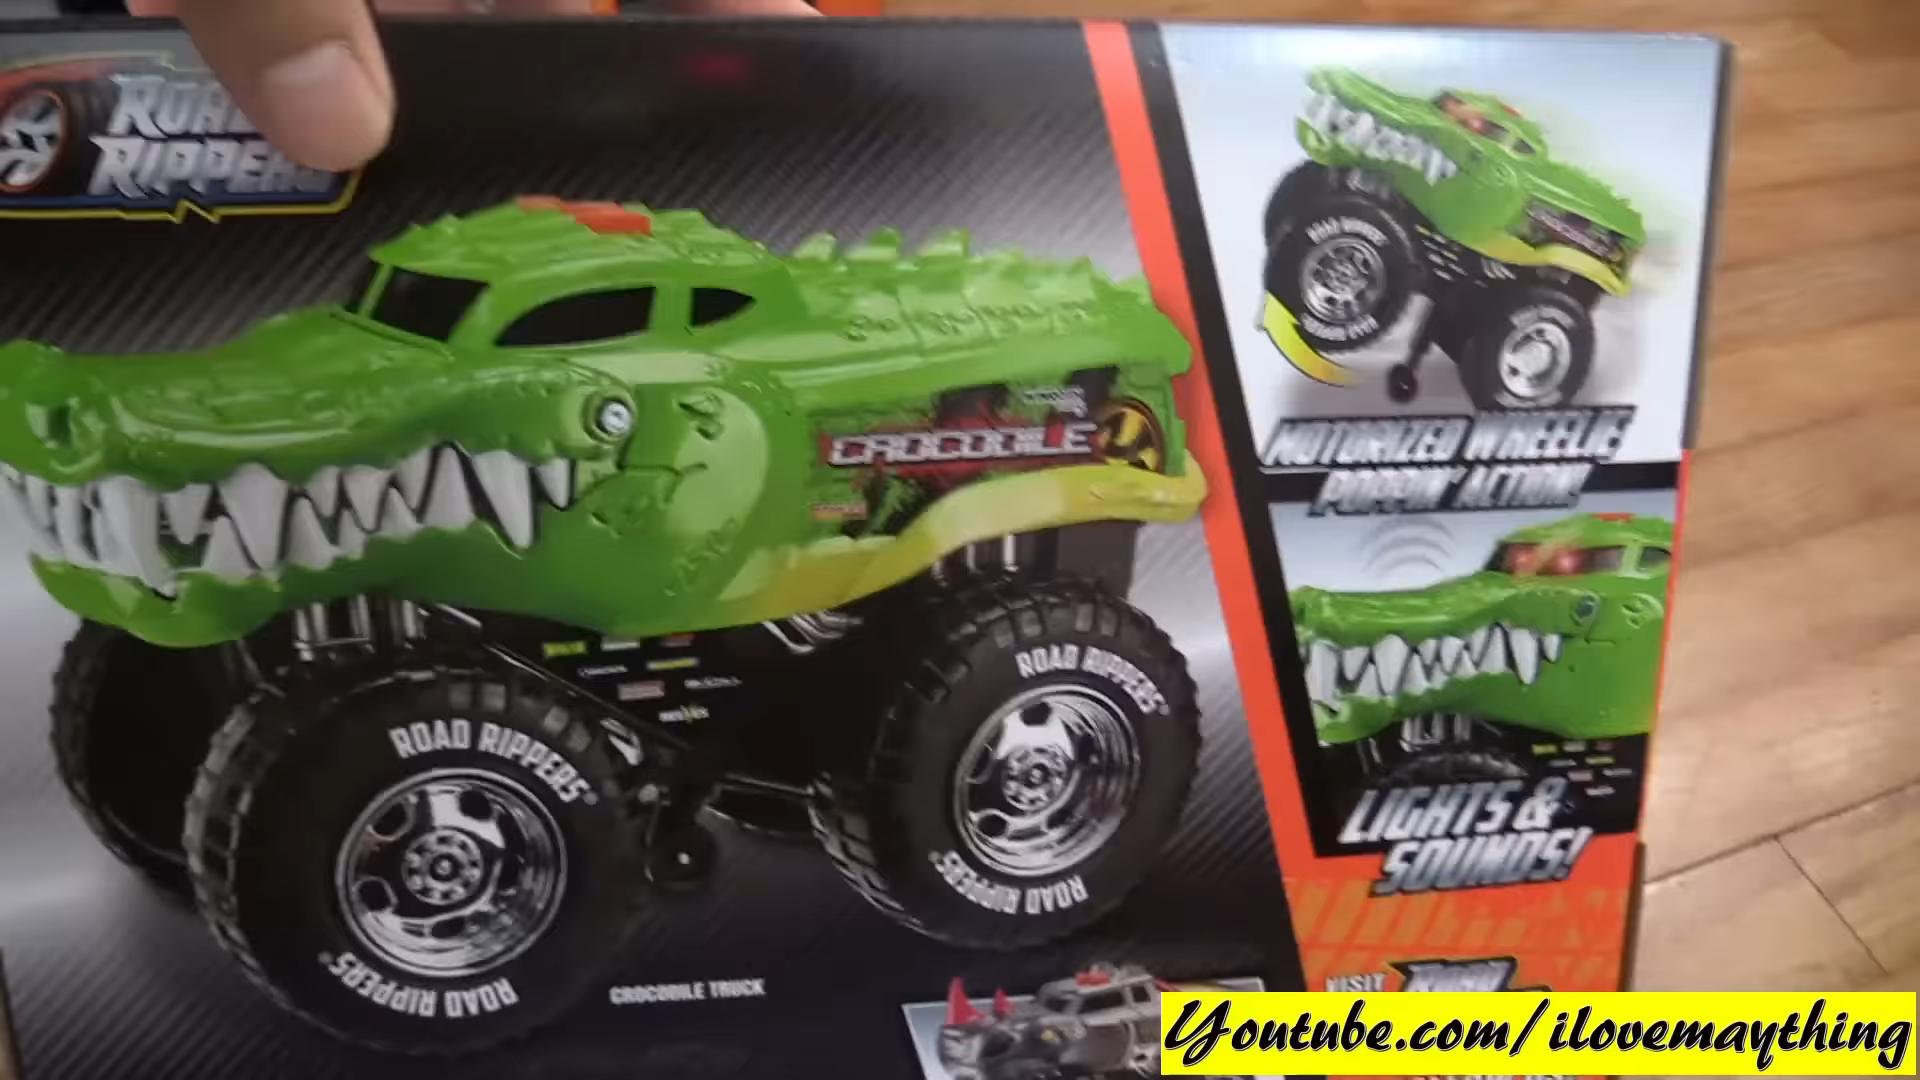 ROAD
RIPPERS
CROCODILE
ROAD RIPPERS
ROAD RIPPERS
ROAD RIPPERS
ROAD RIPPERS
CROCODILE TRUCK
MOTORIZED WHEELIE
POPPIN' ACTION!
LIGHTS &
SOUNDS!
VISIT ROAD
Youtube.com/ilovemaything